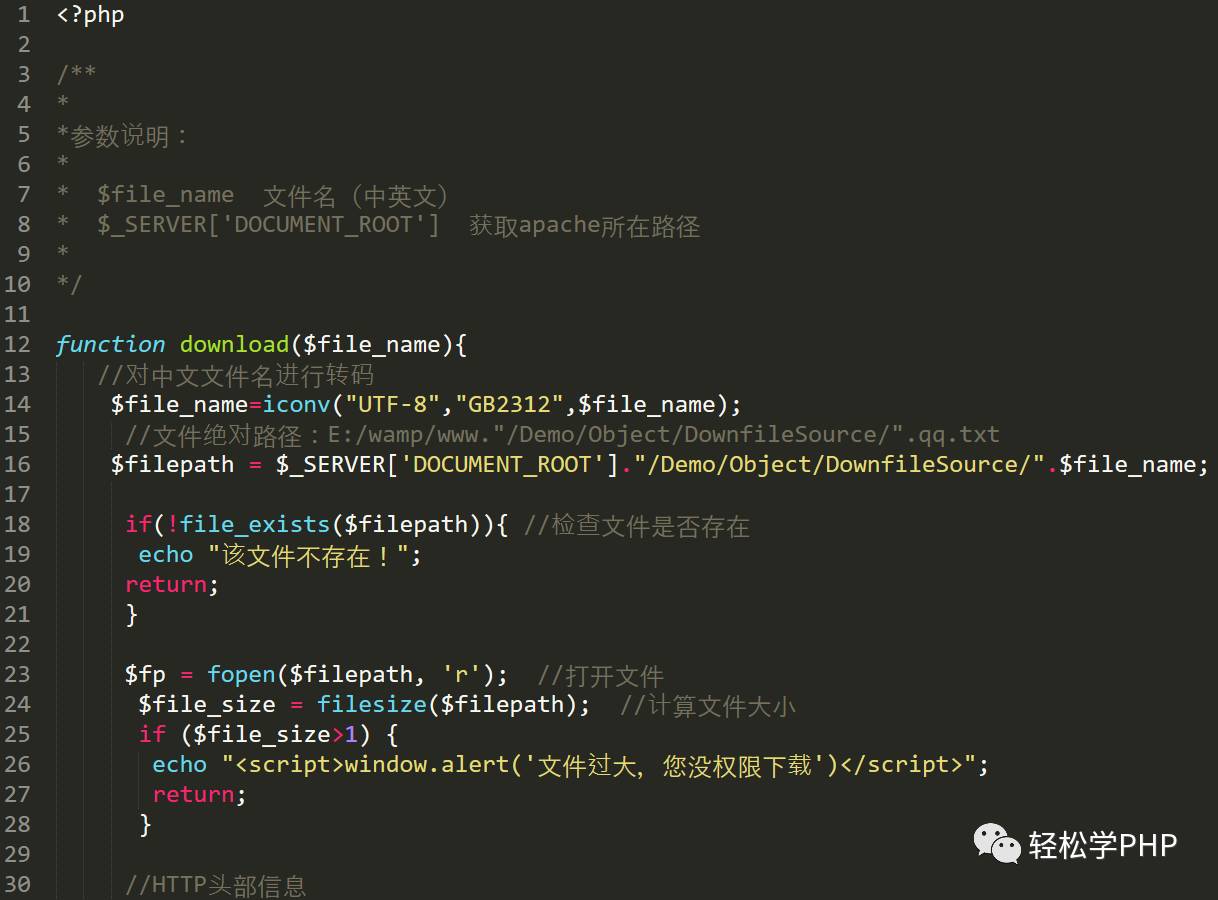 1 <?php
2
3 /**
4 *
5 *参数说明：
6 *
7 *  $file_name  文件名（中英文）
8 *  $_SERVER['DOCUMENT_ROOT']  获取apache所在路径
9 *
10 */
11
12 function download($file_name){
13    //对中文文件名进行转码
14     $file_name=iconv("UTF-8","GB2312",$file_name);
15      //文件绝对路径：E:/wamp/www."/Demo/Object/DownfileSource/".qq.txt
16     $filepath = $_SERVER['DOCUMENT_ROOT']."/Demo/Object/DownfileSource/".$file_name;
17
18      if(!file_exists($filepath)){ //检查文件是否存在
19       echo "该文件不存在！";
20      return;
21      }
22
23      $fp = fopen($filepath, 'r');  //打开文件
24       $file_size = filesize($filepath);  //计算文件大小
25       if ($file_size>1) {
26        echo "<script>window.alert('文件过大，您没权限下载')</script>";
27        return;
28       }
29
30      //HTTP头部信息
轻松学PHP